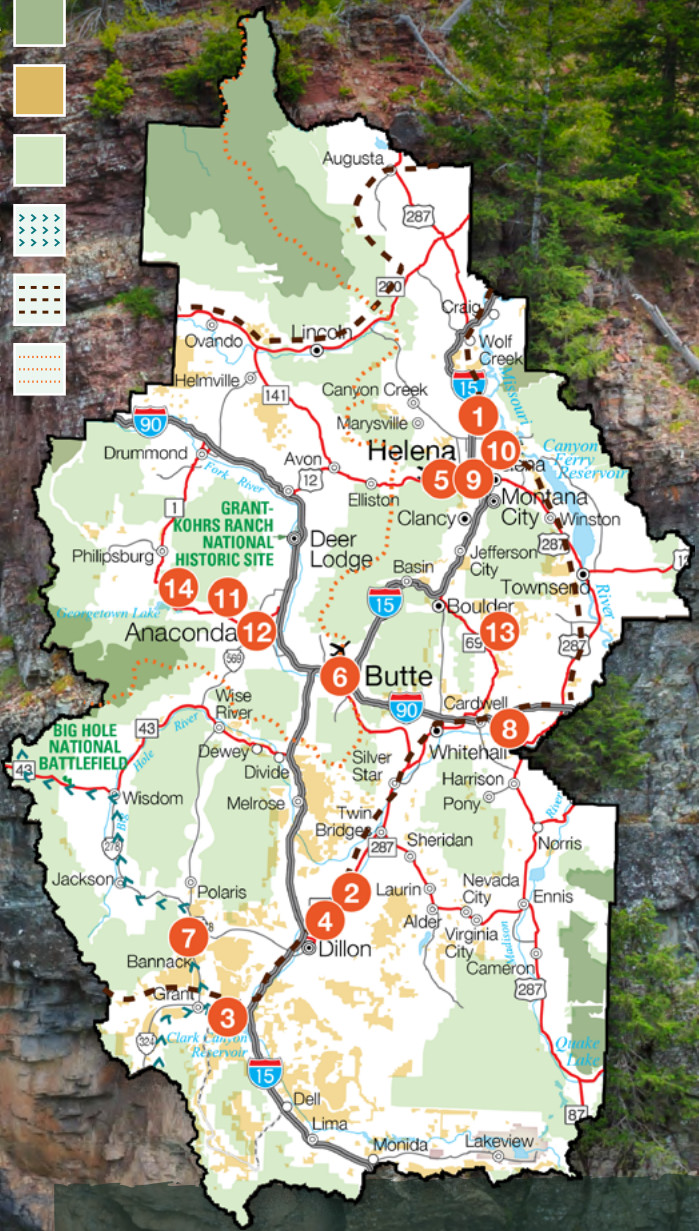 Augusta
287
200
Craig
Ovando
Lincoln
Wolf
Creek
Helmville
15
Missouri
141
Canyon Creek
1
90
Marysville
Canyon
Ferry
Reservoir
Drummond
Helena
10
Avon
12
5
9
Fork River
Elliston
Montana
City
1
GRANT-
KOHRS RANCH
NATIONAL
HISTORIC SITE
Clancy
Winston
Deer
Lodge
287
Philipsburg
Jefferson
City
Basin
14
11
15
Townsend
River
Georgetown Lake
Boulder
Anaconda
12
13
69
287
569
6
Butte
Wise
River
90
Cardwell
8
BIG HOLE
NATIONAL
BATTLEFIELD
43
River
Hole
Big
43
Dewey
Divide
Silver
Star
Whitehall
Harrison
Pony
Wisdom
Melrose
River
Twin
Bridges
287
Norris
278
Sheridan
Jackson
Polaris
2
Laurin
Nevada
City
Ennis
4
Alder
Virginia
City
Madison
7
Dillon
Cameron
Bannack
287
Grant
3
324
Clark Canyon
Reservoir
Quake
Lake
15
Dell
87
Lima
Monida
Lakeview